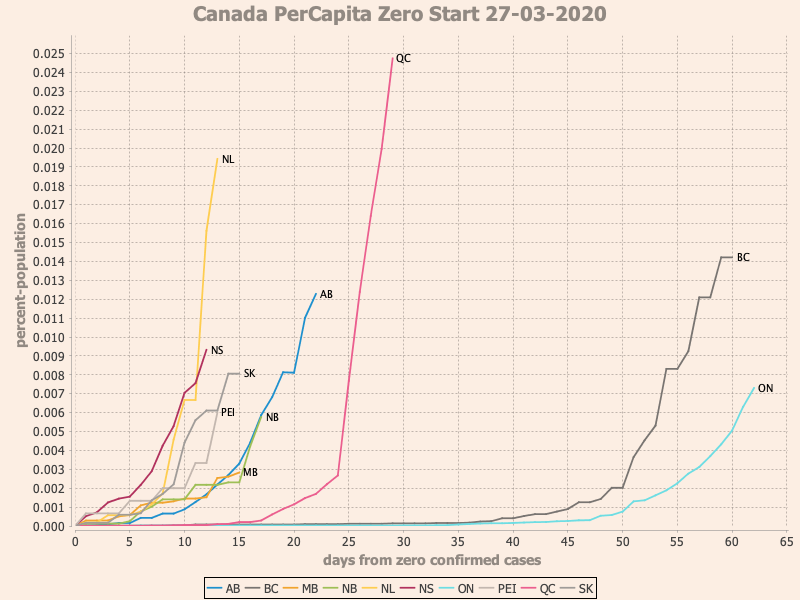 Canada PerCapita Zero Start 27-03-2020
percent-population
0.025
0.024
0.023
0.022
0.021
0.020
0.019
0.018
0.017
0.016
0.015
0.014
0.013
0.012
0.011
0.010
0.009
0.008
0.007
0.006
0.005
0.004
0.003
0.002
0.001
0.000
QC
NL
BC
AB
NS
SK
ON
PEI
NB
MB
0 5 10 15 20 25 30 35 40 45 50 55 60 65
days from zero confirmed cases
AB BC MB NB NL NS ON PEI QC SK